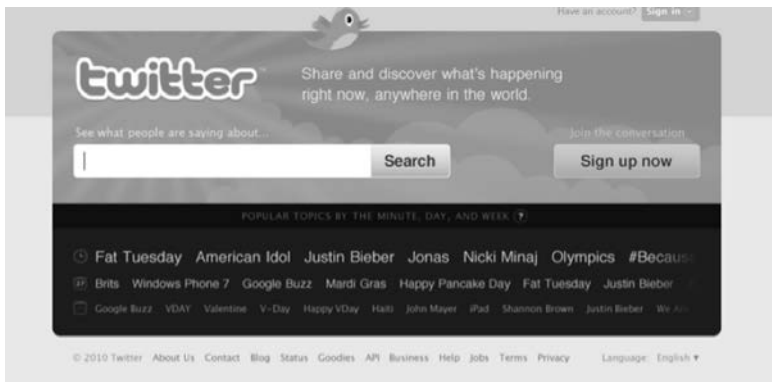 Have an account? Sign in
twitter™
Share and discover what's happening
right now, anywhere in the world.
See what people are saying about...
Join the conversation
Search
Sign up now
POPULAR TOPICS BY THE MINUTE, DAY, AND WEEK ?
Fat Tuesday American Idol Justin Bieber Jonas Nicki Minaj Olympics #Because
Brits Windows Phone 7 Google Buzz Mardi Gras Happy Pancake Day Fat Tuesday Justin Bieber
Google Buzz VDAY Valentine V-Day Happy VDay Haiti John Mayer iPad Shannon Brown Justin Bieber We Are
© 2010 Twitter About Us Contact Blog Status Goodies API Business Help Jobs Terms Privacy Language: English